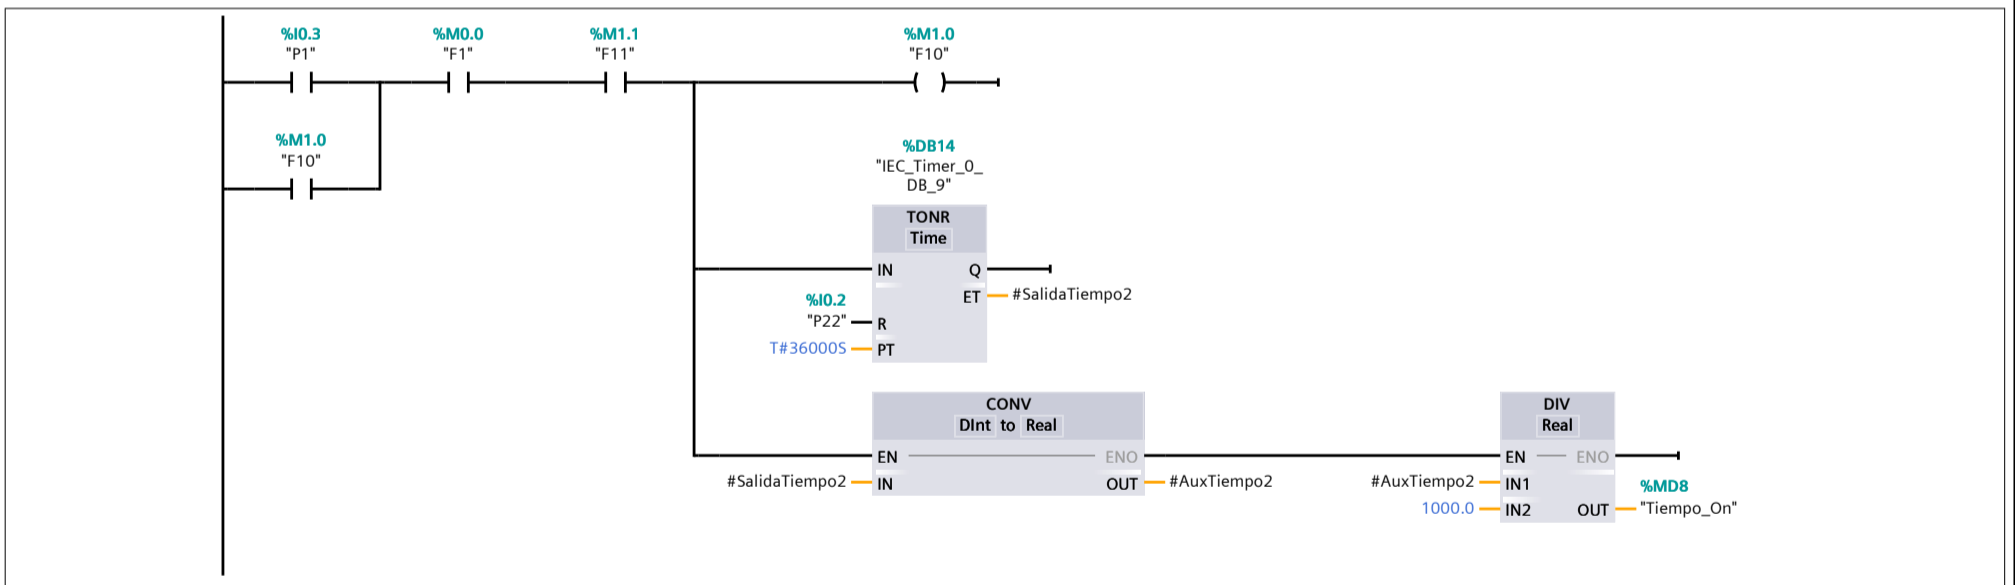 %I0.3
"P1"
%M0.0
"F1"
%M1.1
"F11"
%M1.0
"F10"
%M1.0
"F10"
%DB14
"IEC_Timer_0_
DB_9"
TONR
Time
IN
Q
ET
#SalidaTiempo2
%I0.2
"P22"
R
T#36000S
PT
CONV
DInt to Real
EN
ENO
#SalidaTiempo2
IN
OUT
#AuxTiempo2
DIV
Real
EN
ENO
#AuxTiempo2
IN1
1000.0
IN2
OUT
%MD8
"Tiempo_On"